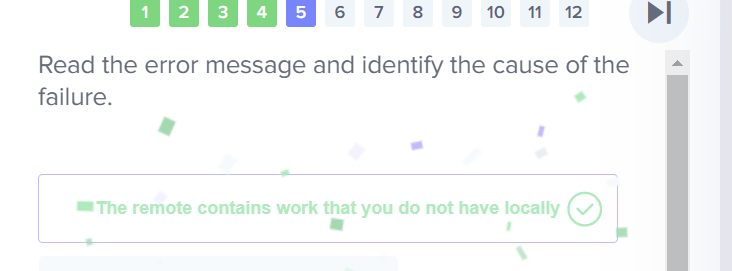 1 2 3 4 5 6 7 8 9 10 11 12
Read the error message and identify the cause of the
failure.
The remote contains work that you do not have locally